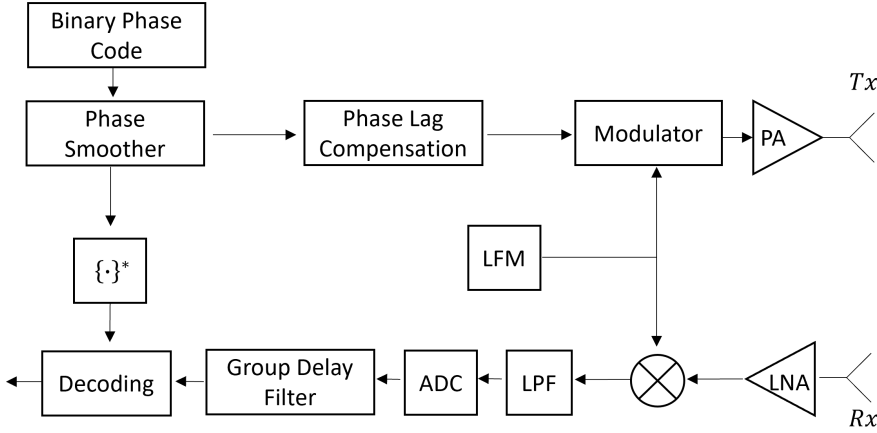 Binary Phase
Code
Tx
Phase
Smoother
Phase Lag
Compensation
Modulator
PA
{·}*
LFM
Decoding
Group Delay
Filter
ADC
LPF
LNA
Rx